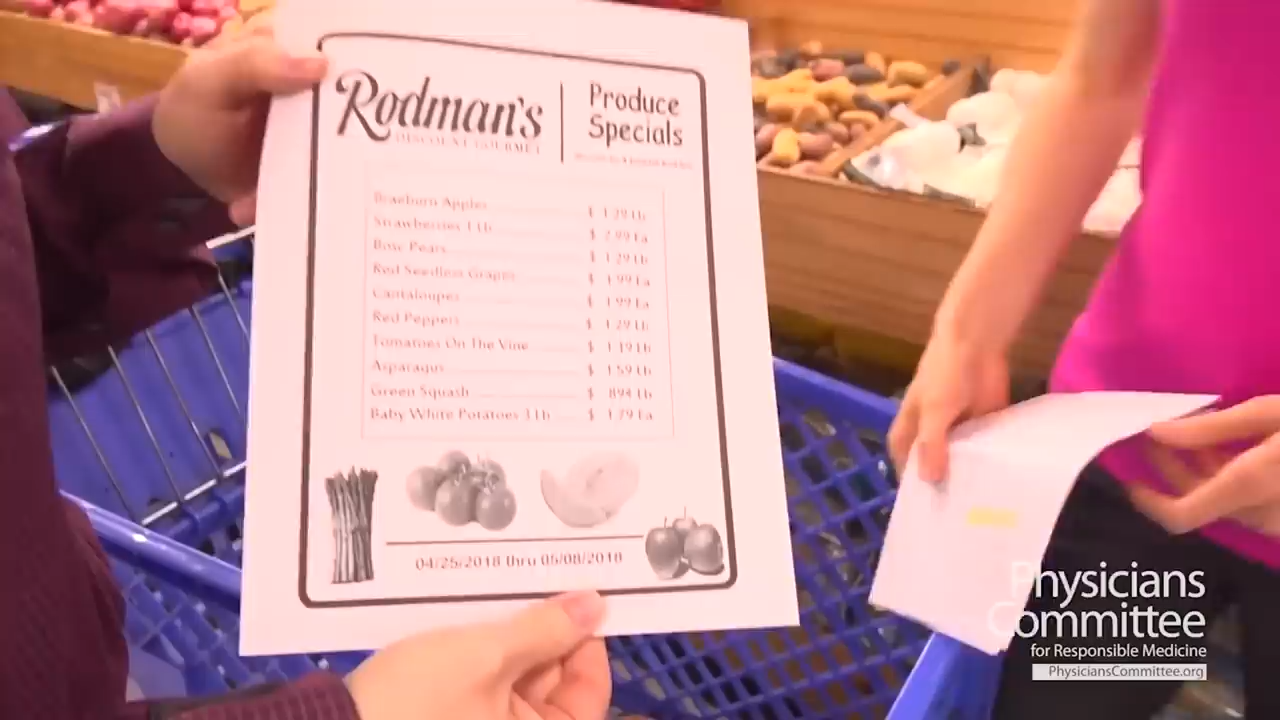 Rodman's
DISCOUNT GOURMET
Produce
Specials
Braeburn Apples $ 1.29 Lb
Strawberries 1 Lb $ 2.99 Ea
Bosc Pears $ 1.29 Lb
Red Seedless Grapes $ 1.99 Lb
Cantaloupes $ 1.99 Ea
Red Peppers $ 1.29 Lb
Tomatoes On The Vine $ 1.19 Lb
Asparagus $ 1.59 Lb
Green Squash $ 89¢ Lb
Baby White Potatoes 3 Lb $ 1.79 Ea
04/25/2018 thru 05/08/2018
Physicians
Committee
for Responsible Medicine
PhysiciansCommittee.org